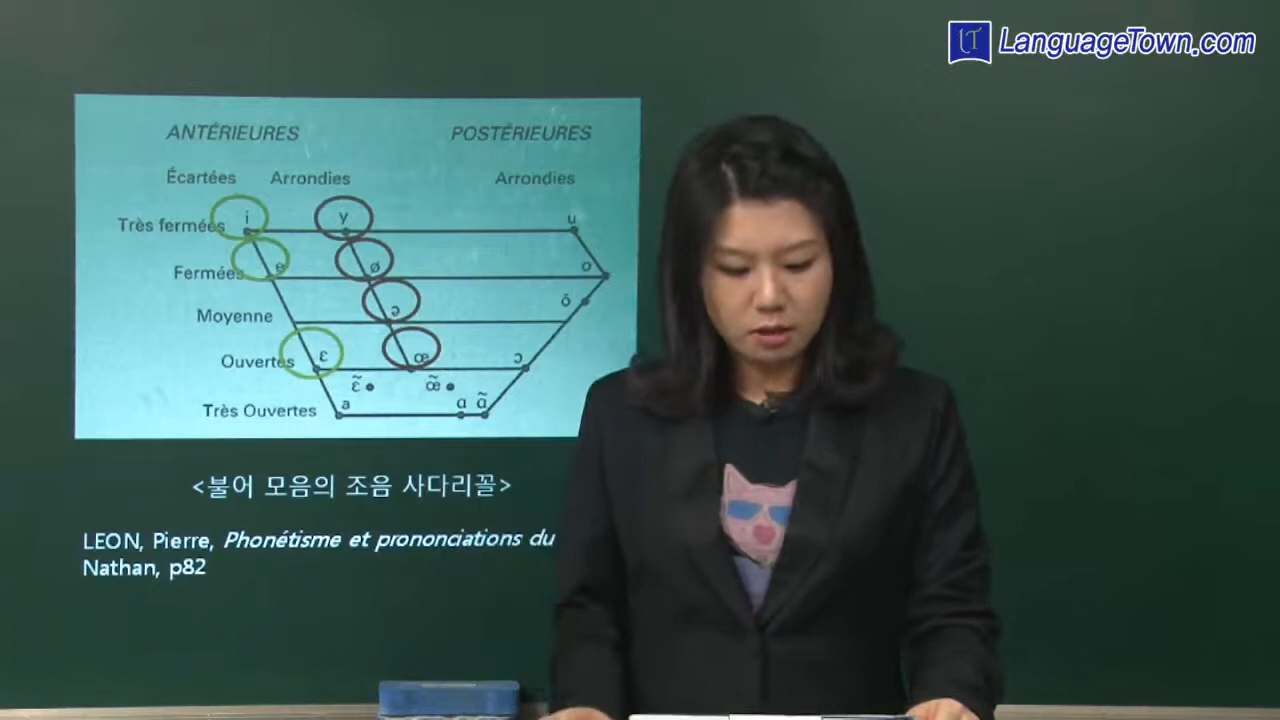 LT LanguageTown.com
ANTÉRIEURES POSTÉRIEURES
Écartées Arrondies Arrondies
Très fermées i y u
Fermées e ø o
õ
Moyenne ɔ
Ouvertes ɛ œ ɔ
ɛ̃ œ̃
Très Ouvertes a ɑ ɑ̃
<불어 모음의 조음 사다리꼴>
LEON, Pierre, Phonétisme et prononciations du
Nathan, p82